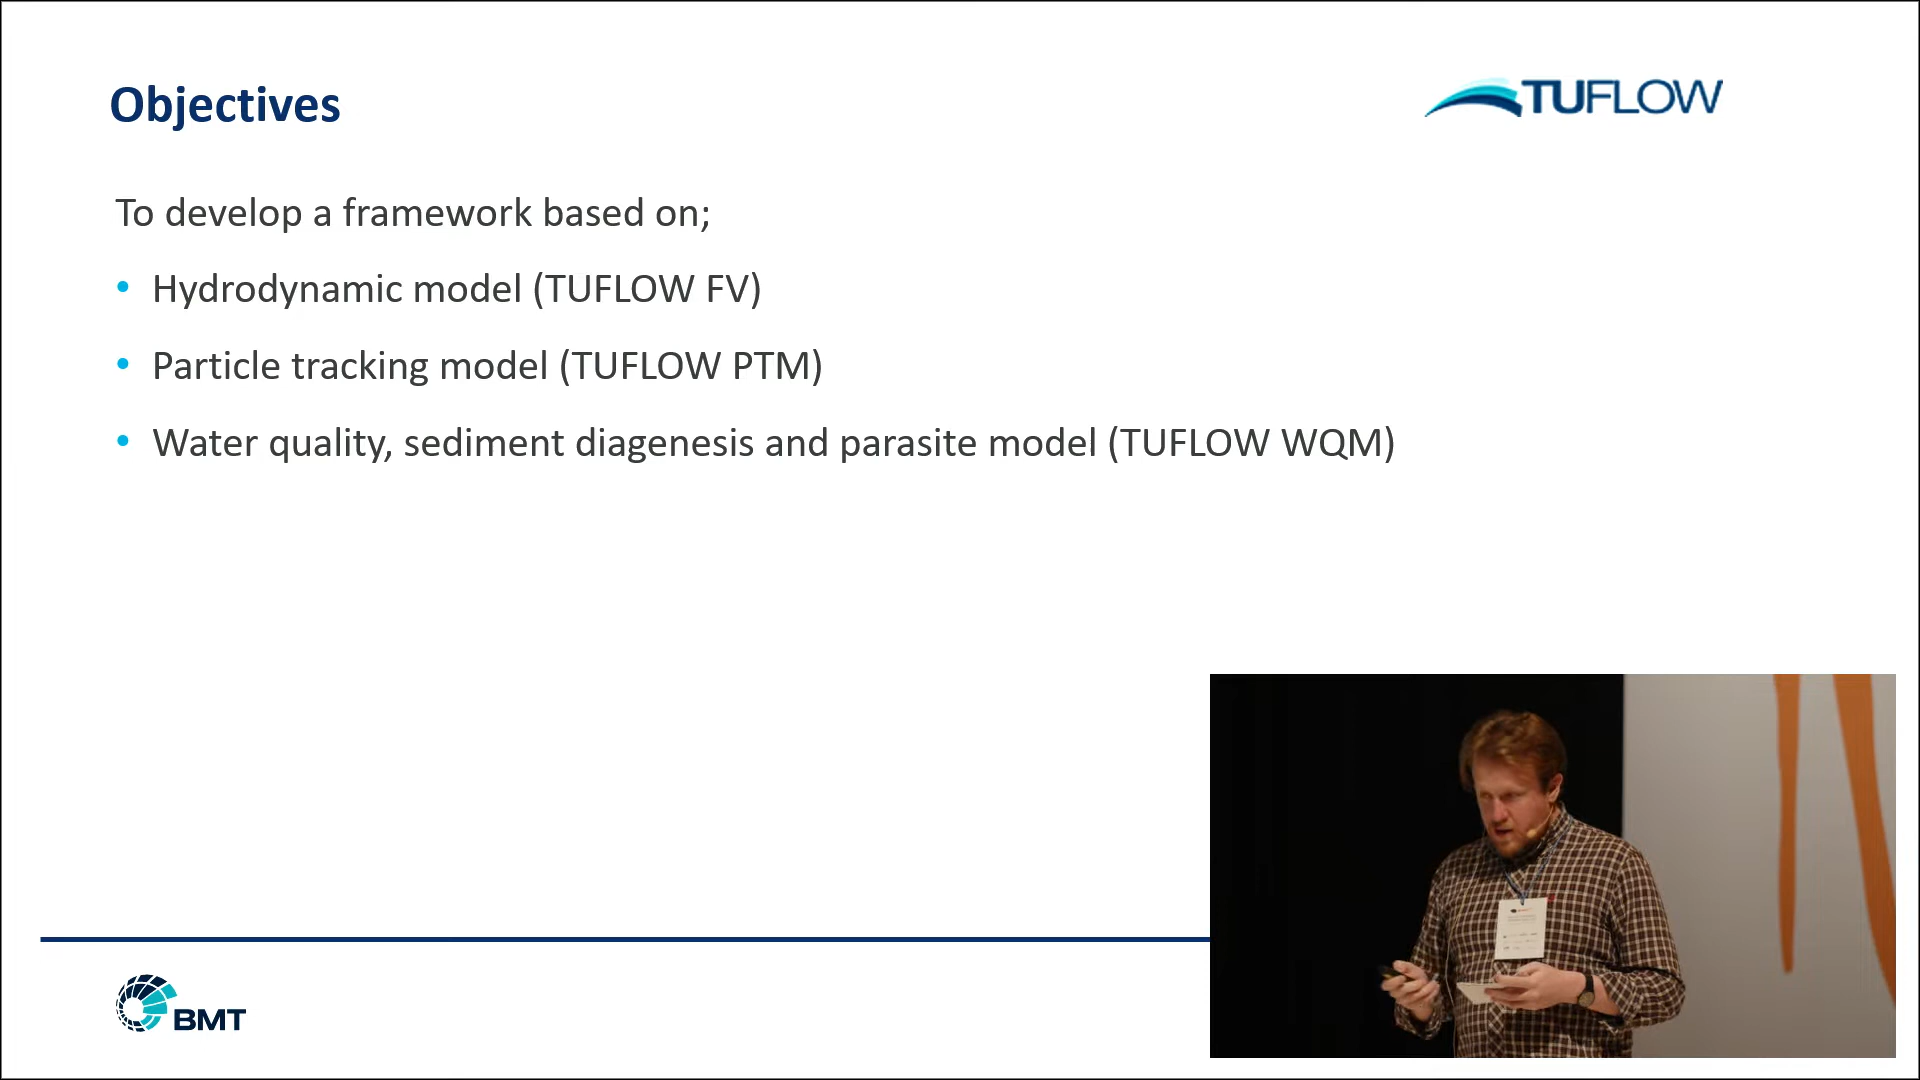 Objectives
TUFLOW
To develop a framework based on;
• Hydrodynamic model (TUFLOW FV)
• Particle tracking model (TUFLOW PTM)
• Water quality, sediment diagenesis and parasite model (TUFLOW WQM)
BMT